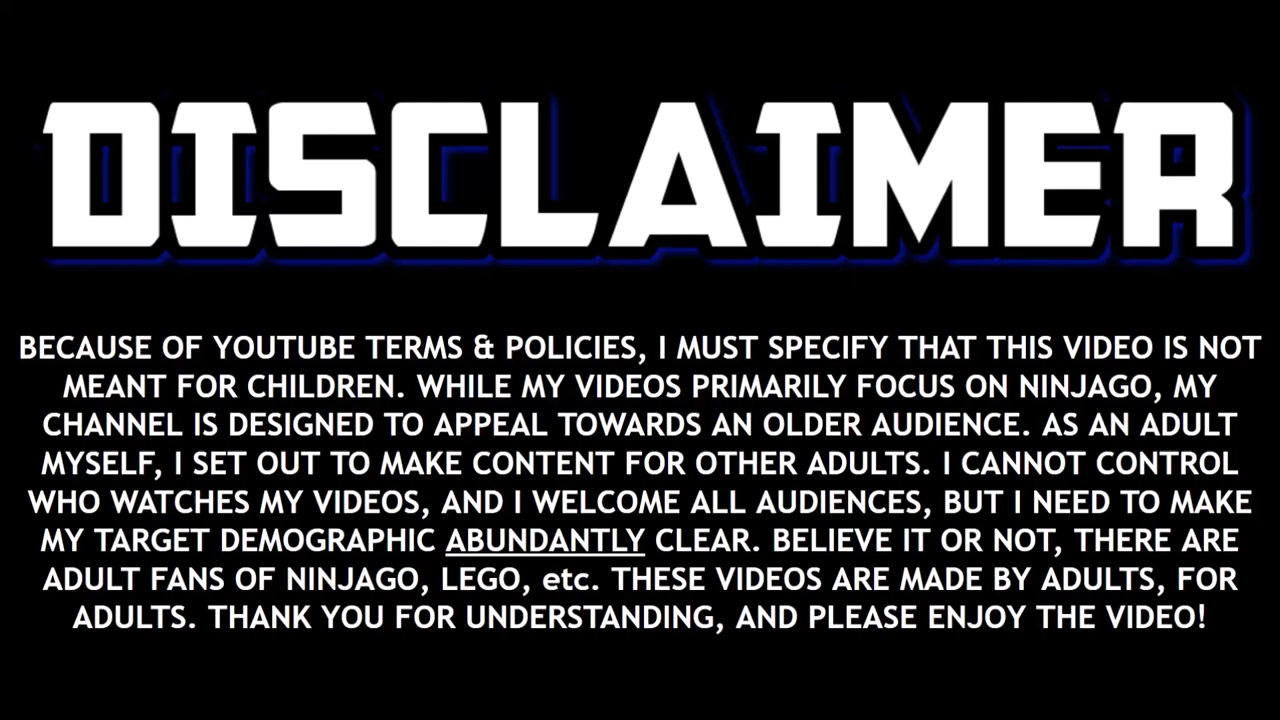 DISCLAIMER
BECAUSE OF YOUTUBE TERMS & POLICIES, I MUST SPECIFY THAT THIS VIDEO IS NOT
MEANT FOR CHILDREN. WHILE MY VIDEOS PRIMARILY FOCUS ON NINJAGO, MY
CHANNEL IS DESIGNED TO APPEAL TOWARDS AN OLDER AUDIENCE. AS AN ADULT
MYSELF, I SET OUT TO MAKE CONTENT FOR OTHER ADULTS. I CANNOT CONTROL
WHO WATCHES MY VIDEOS, AND I WELCOME ALL AUDIENCES, BUT I NEED TO MAKE
MY TARGET DEMOGRAPHIC ABUNDANTLY CLEAR. BELIEVE IT OR NOT, THERE ARE
ADULT FANS OF NINJAGO, LEGO, etc. THESE VIDEOS ARE MADE BY ADULTS, FOR
ADULTS. THANK YOU FOR UNDERSTANDING, AND PLEASE ENJOY THE VIDEO!